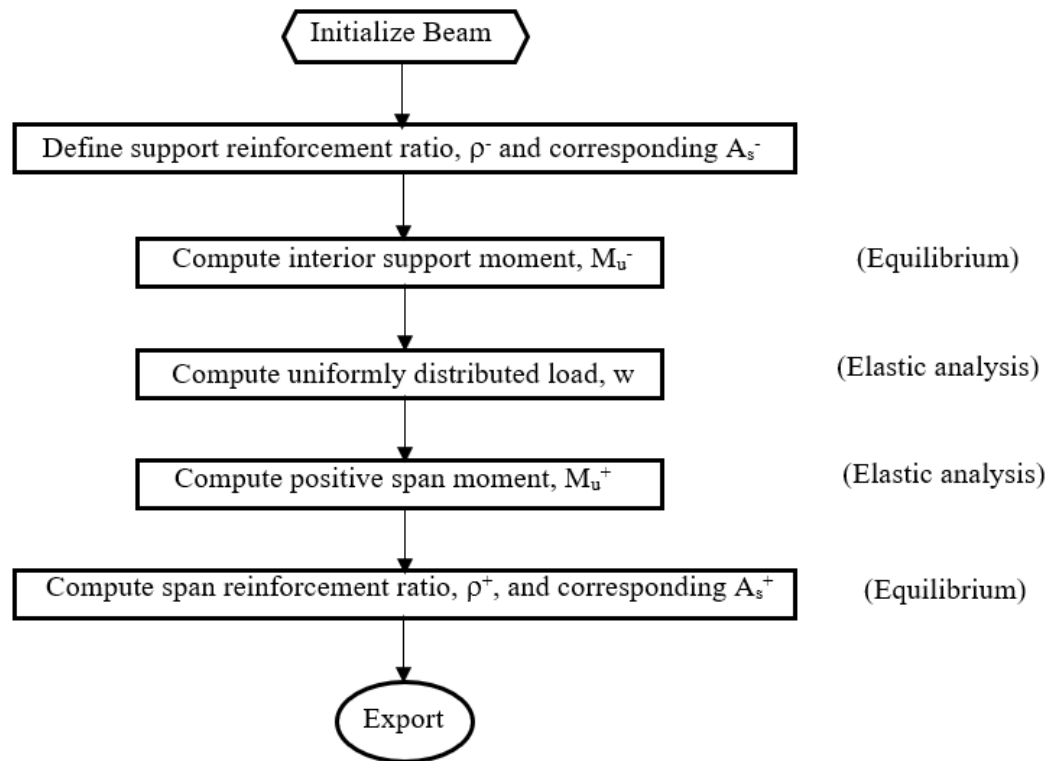 Initialize Beam
Define support reinforcement ratio, ρ⁻ and corresponding Aₛ⁻
Compute interior support moment, Mᵤ⁻
(Equilibrium)
Compute uniformly distributed load, w
(Elastic analysis)
Compute positive span moment, Mᵤ⁺
(Elastic analysis)
Compute span reinforcement ratio, ρ⁺, and corresponding Aₛ⁺
(Equilibrium)
Export